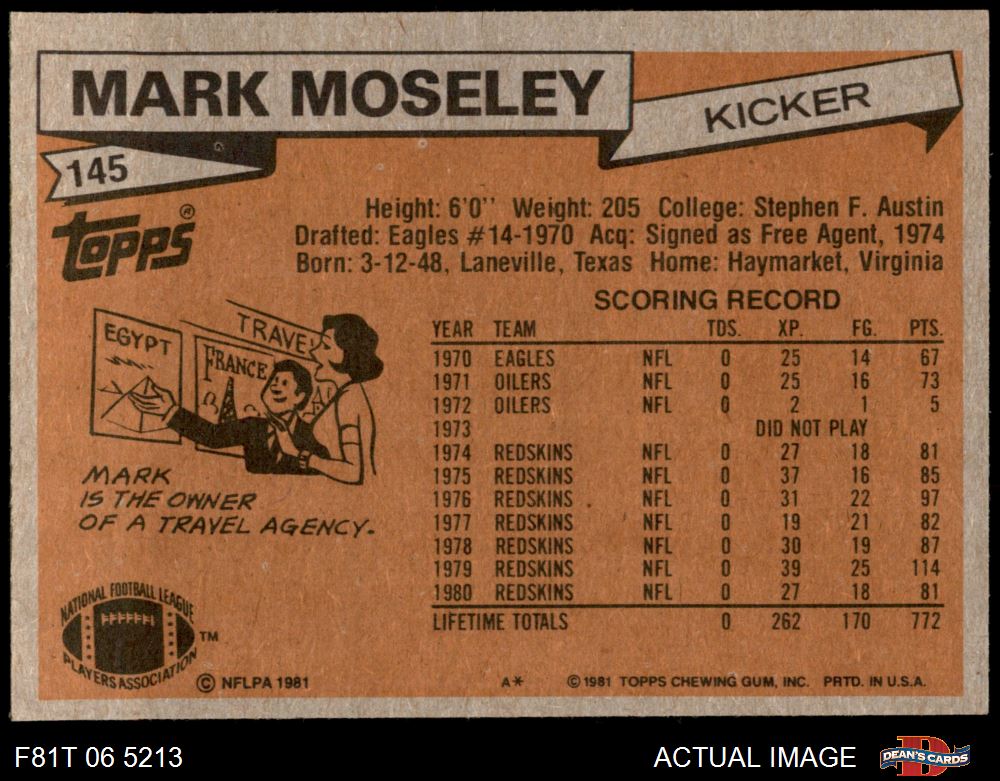 MARK MOSELEY
KICKER
145
Topps®
Height: 6'0" Weight: 205 College: Stephen F. Austin
Drafted: Eagles #14-1970 Acq: Signed as Free Agent, 1974
Born: 3-12-48, Laneville, Texas Home: Haymarket, Virginia
SCORING RECORD
YEAR TEAM TDS. XP. FG. PTS.
1970 EAGLES NFL 0 25 14 67
1971 OILERS NFL 0 25 16 73
1972 OILERS NFL 0 2 1 5
1973 DID NOT PLAY
1974 REDSKINS NFL 0 27 18 81
1975 REDSKINS NFL 0 37 16 85
1976 REDSKINS NFL 0 31 22 97
1977 REDSKINS NFL 0 19 21 82
1978 REDSKINS NFL 0 30 19 87
1979 REDSKINS NFL 0 39 25 114
1980 REDSKINS NFL 0 27 18 81
LIFETIME TOTALS 0 262 170 772
TRAVEL
EGYPT
FRANCE
MARK
IS THE OWNER
OF A TRAVEL AGENCY.
NATIONAL FOOTBALL LEAGUE
PLAYERS ASSOCIATION
TM
© NFLPA 1981
A*
© 1981 TOPPS CHEWING GUM, INC. PRTD. IN U.S.A.
F81T 06 5213
ACTUAL IMAGE
DEAN'S CARDS